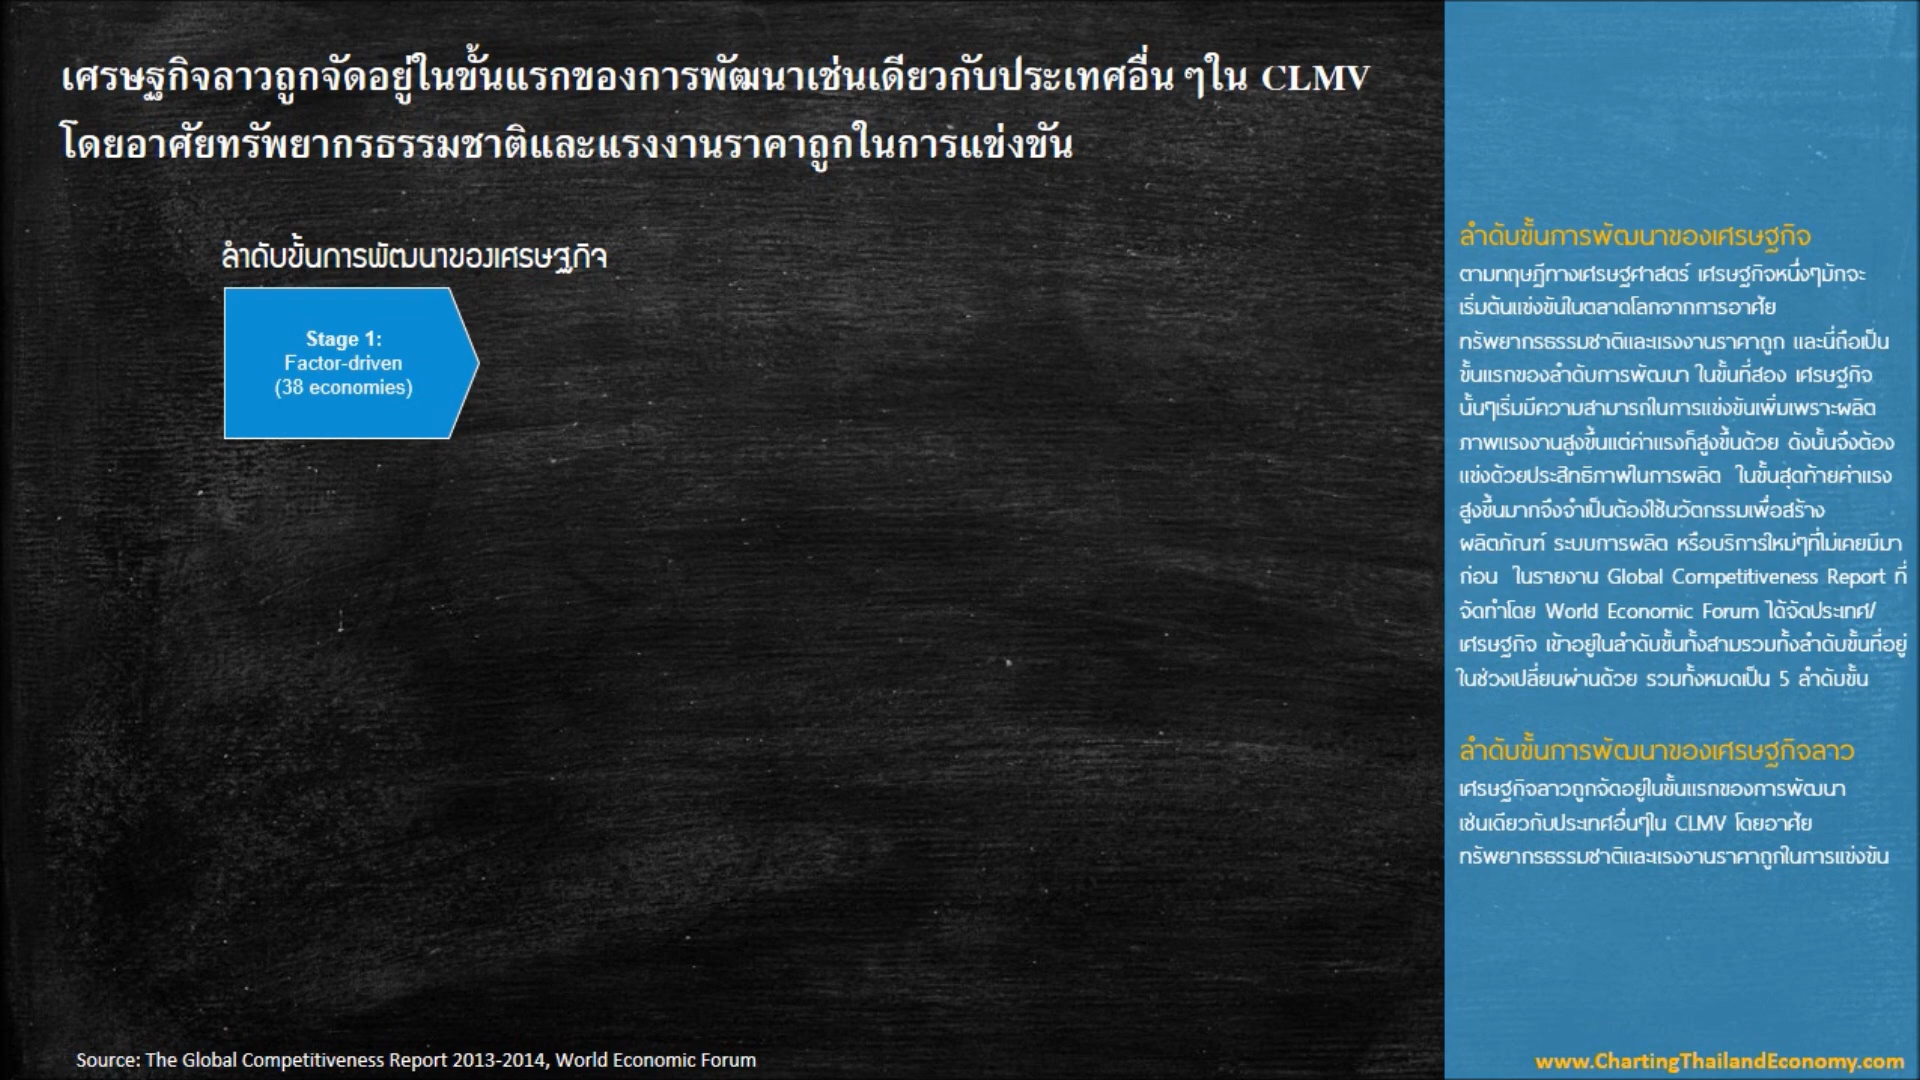 เศรษฐกิจลาวถูกจัดอยู่ในขั้นแรกของการพัฒนาเช่นเดียวกับประเทศอื่น ๆใน CLMV
โดยอาศัยทรัพยากรธรรมชาติและแรงงานราคาถูกในการแข่งขัน
ลำดับขั้นการพัฒนาของเศรษฐกิจ
Stage 1:
Factor-driven
(38 economies)
ลำดับขั้นการพัฒนาของเศรษฐกิจ
ตามทฤษฎีทางเศรษฐศาสตร์ เศรษฐกิจหนึ่งๆมักจะ
เริ่มต้นแข่งขันในตลาดโลกจากการอาศัย
ทรัพยากรธรรมชาติและแรงงานราคาถูก และนี่ถือเป็น
ขั้นแรกของลำดับการพัฒนา ในขั้นที่สอง เศรษฐกิจ
นั้นๆเริ่มมีความสามารถในการแข่งขันเพิ่มเพราะผลิต
ภาพแรงงานสูงขึ้นแต่ค่าแรงก็สูงขึ้นด้วย ดังนั้นจึงต้อง
แข่งด้วยประสิทธิภาพในการผลิต ในขั้นสุดท้ายค่าแรง
สูงขึ้นมากจึงจำเป็นต้องใช้นวัตกรรมเพื่อสร้าง
ผลิตภัณฑ์ ระบบการผลิต หรือบริการใหม่ๆที่ไม่เคยมีมา
ก่อน ในรายงาน Global Competitiveness Report ที่
จัดทำโดย World Economic Forum ได้จัดประเทศ/
เศรษฐกิจ เข้าอยู่ในลำดับขั้นทั้งสามรวมทั้งลำดับขั้นที่อยู่
ในช่วงเปลี่ยนผ่านด้วย รวมทั้งหมดเป็น 5 ลำดับขั้น
ลำดับขั้นการพัฒนาของเศรษฐกิจลาว
เศรษฐกิจลาวถูกจัดอยู่ในขั้นแรกของการพัฒนา
เช่นเดียวกับประเทศอื่นๆใน CLMV โดยอาศัย
ทรัพยากรธรรมชาติและแรงงานราคาถูกในการแข่งขัน
Source: The Global Competitiveness Report 2013-2014, World Economic Forum
www.ChartingThailandEconomy.com